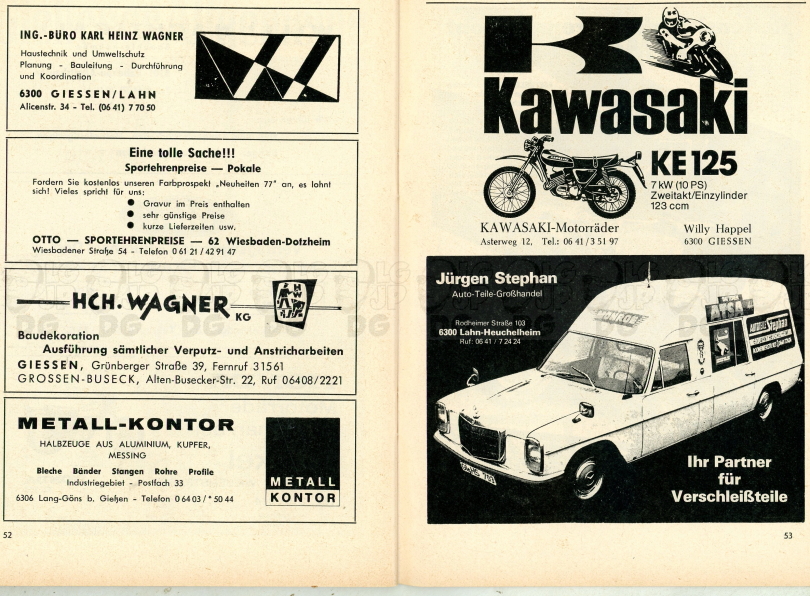 ING.-BÜRO KARL HEINZ WAGNER
Haustechnik und Umweltschutz
Planung - Bauleitung - Durchführung
und Koordination
6300 GIESSEN/LAHN
Alicenstr. 34 - Tel. (06 41) 7 70 50
Eine tolle Sache!!!
Sportehrenpreise — Pokale
Fordern Sie kostenlos unseren Farbprospekt „Neuheiten 77" an, es lohnt
sich! Vieles spricht für uns:
● Gravur im Preis enthalten
● sehr günstige Preise
● kurze Lieferzeiten usw.
OTTO — SPORTEHRENPREISE — 62 Wiesbaden-Dotzheim
Wiesbadener Straße 54 - Telefon 0 61 21 / 42 91 47
HCH. WAGNER KG
Baudekoration
Ausführung sämtlicher Verputz- und Anstricharbeiten
GIESSEN, Grünberger Straße 39, Fernruf 31561
GROSSEN-BUSECK, Alten-Busecker-Str. 22, Ruf 06408/2221
METALL-KONTOR
HALBZEUGE AUS ALUMINIUM, KUPFER,
MESSING
Bleche Bänder Stangen Rohre Profile
Industriegebiet - Postfach 33
6306 Lang-Göns b. Gießen - Telefon 0 64 03 / * 50 44
METALL
KONTOR
52
Kawasaki
KE 125
7 kW (10 PS)
Zweitakt/Einzylinder
123 ccm
KAWASAKI-Motorräder
Willy Happel
Asterweg 12, Tel.: 06 41 / 3 51 97
6300 GIESSEN
Jürgen Stephan
Auto-Teile-Großhandel
Rodheimer Straße 103
6300 Lahn-Heuchelheim
Ruf: 06 41 / 7 24 24
MONROE
ATSA
Stephan
Ihr Partner
für
Verschleißteile
53